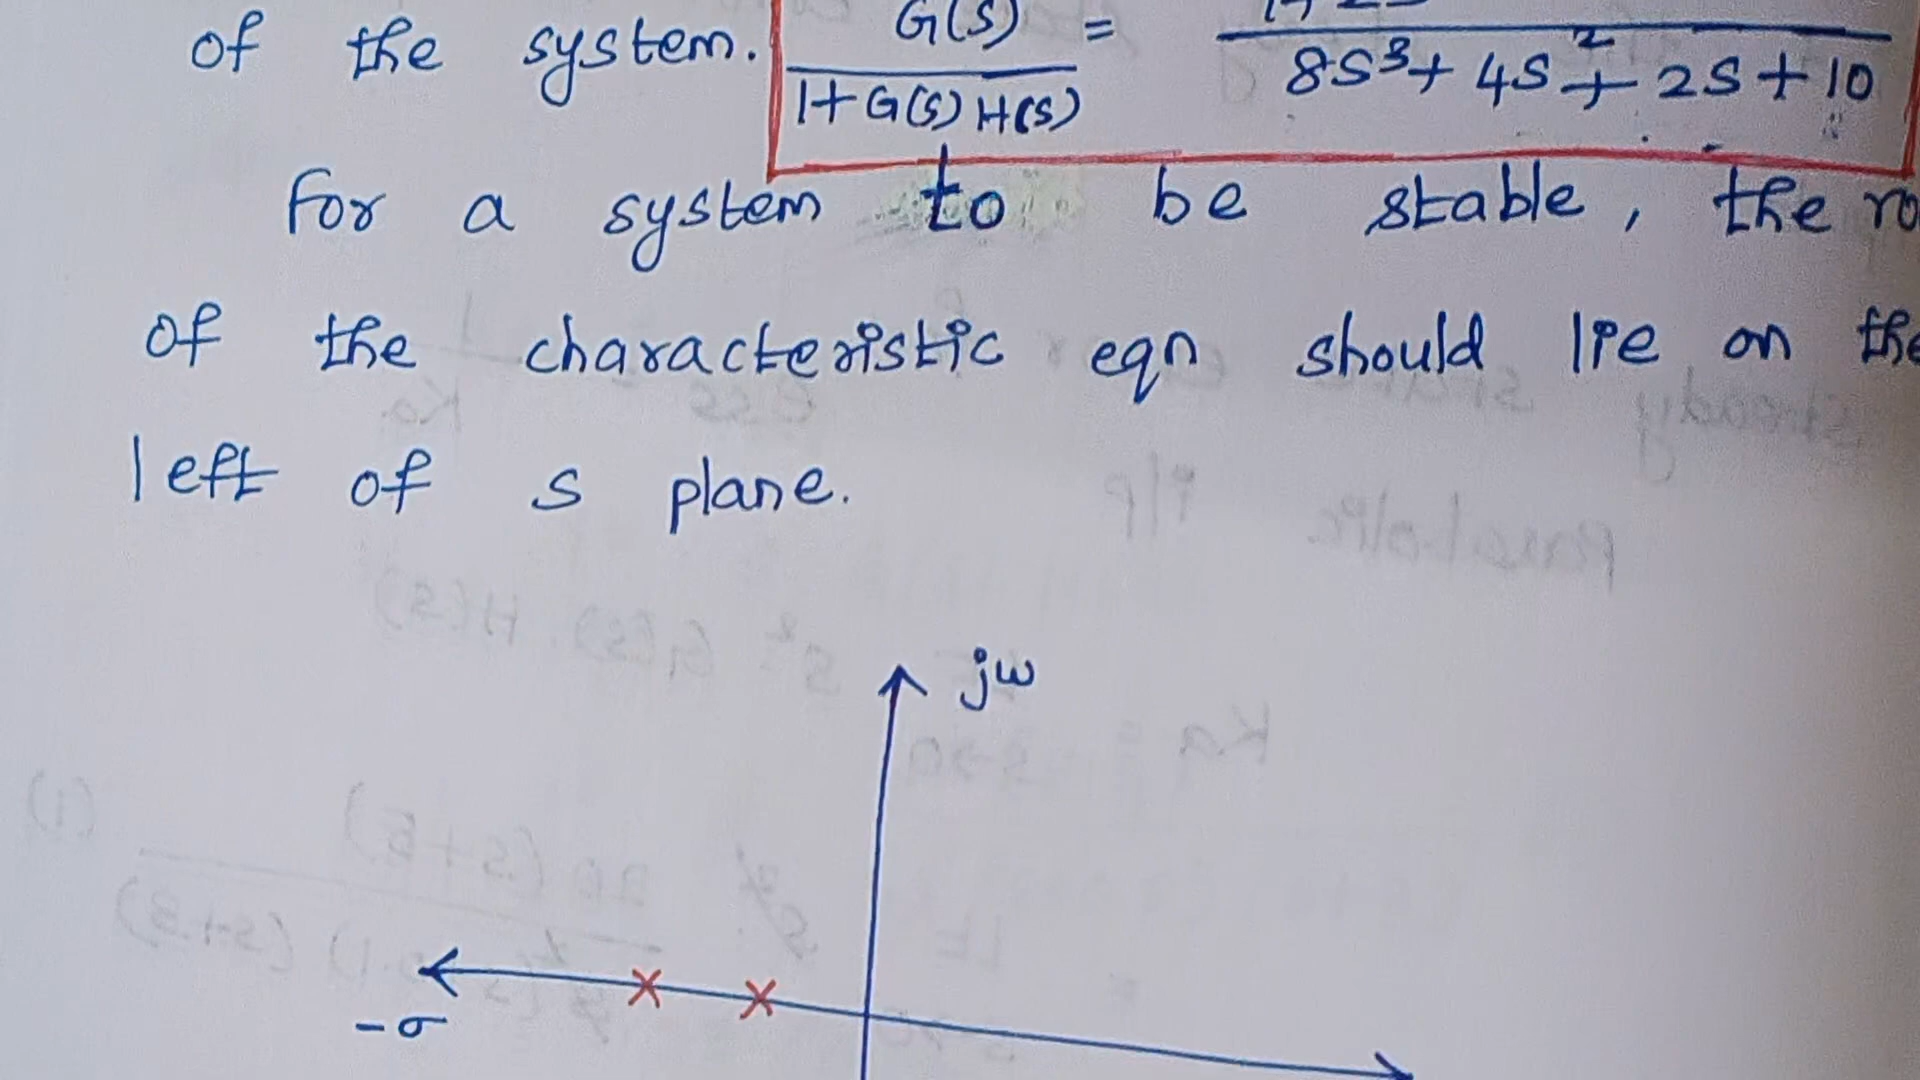 of the system. G(s) / 1+G(s)H(s) = / 8s³+4s²+2s+10
for a system to be stable, the
of the characteristic eqn should lie on the
left of s plane.
jω
-σ